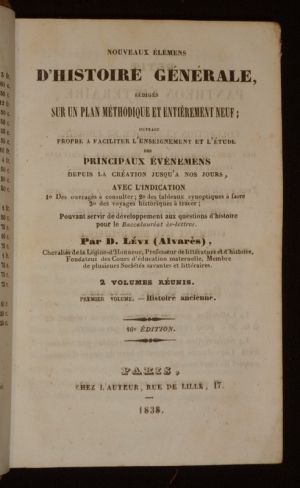 NOUVEAUX ÉLÉMENS
D'HISTOIRE GÉNÉRALE,
RÉDIGÉS
SUR UN PLAN MÉTHODIQUE ET ENTIÈREMENT NEUF;
OUVRAGE
PROPRE A FACILITER L'ENSEIGNEMENT ET L'ÉTUDE
DES
PRINCIPAUX ÉVÉNEMENS
DEPUIS LA CRÉATION JUSQU'A NOS JOURS,
AVEC L'INDICATION
1º Des ouvrages à consulter; 2º des tableaux synoptiques à faire
3º des voyages historiques à tracer;
Pouvant servir de développement aux questions d'histoire
pour le Baccalauréat ès-lettres.
Par D. Lévi (Alvarès),
Chevalier de la Légion-d'Honneur, Professeur de littérature et d'histoire,
Fondateur des Cours d'éducation maternelle, Membre
de plusieurs Sociétés savantes et littéraires.
2 VOLUMES RÉUNIS.
PREMIER VOLUME. — Histoire ancienne.
16e ÉDITION.
PARIS,
CHEZ L'AUTEUR, RUE DE LILLE, 17.
1838.